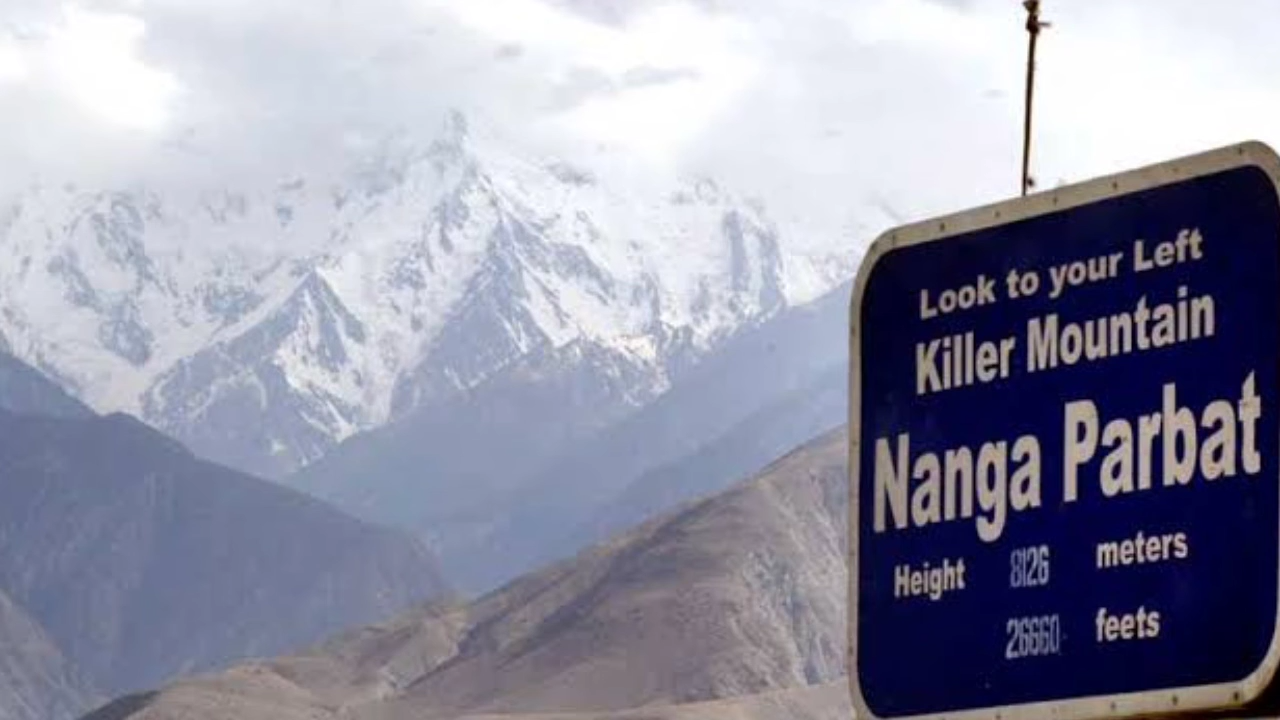 Look to your Left
Killer Mountain
Nanga Parbat
Height 8126 meters
26660 feets